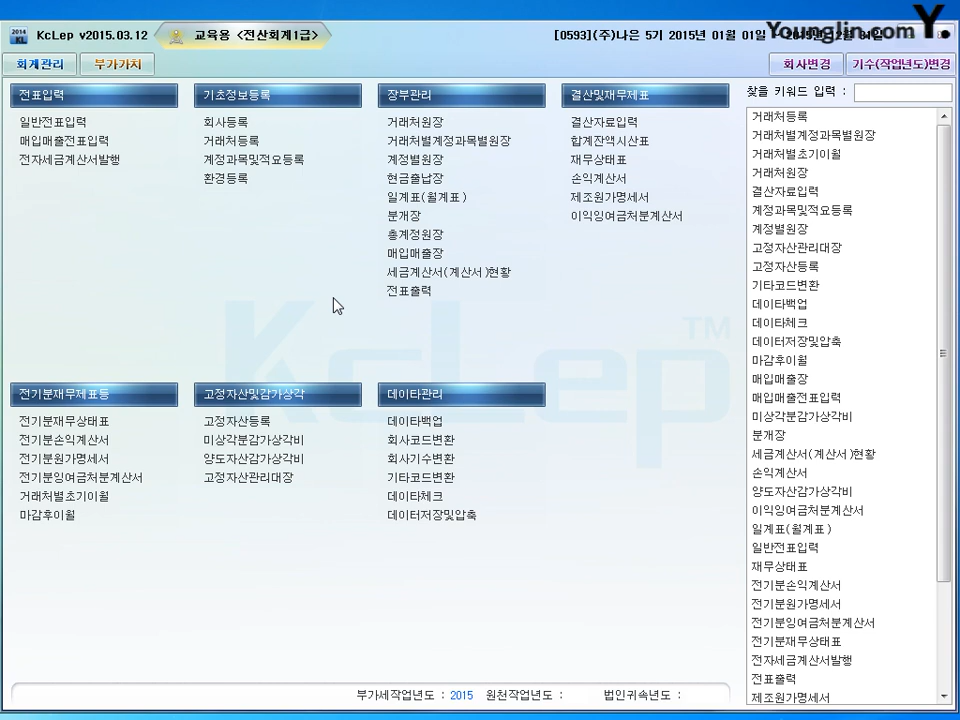 2014 KL KcLep v2015.03.12 교육용 <전산회계1급> [0593](주)나은 5기 2015년 01월 01일 ~ 2015년 12월 31일
Younglin.com Y.
회계관리 부가가치 회사변경 기수(작업년도)변경
전표입력
일반전표입력
매입매출전표입력
전자세금계산서발행
기초정보등록
회사등록
거래처등록
계정과목및적요등록
환경등록
장부관리
거래처원장
거래처별계정과목별원장
계정별원장
현금출납장
일계표(월계표)
분개장
총계정원장
매입매출장
세금계산서(계산서)현황
전표출력
결산및재무제표
결산자료입력
합계잔액시산표
재무상태표
손익계산서
제조원가명세서
이익잉여금처분계산서
KcLep TM
전기분재무제표등
전기분재무상태표
전기분손익계산서
전기분원가명세서
전기분잉여금처분계산서
거래처별초기이월
마감후이월
고정자산및감가상각
고정자산등록
미상각분감가상각비
양도자산감가상각비
고정자산관리대장
데이타관리
데이타백업
회사코드변환
회사기수변환
기타코드변환
데이타체크
데이터저장및압축
찾을 키워드 입력 :
거래처등록
거래처별계정과목별원장
거래처별초기이월
거래처원장
결산자료입력
계정과목및적요등록
계정별원장
고정자산관리대장
고정자산등록
기타코드변환
데이타백업
데이타체크
데이터저장및압축
마감후이월
매입매출장
매입매출전표입력
미상각분감가상각비
분개장
세금계산서(계산서)현황
손익계산서
양도자산감가상각비
이익잉여금처분계산서
일계표(월계표)
일반전표입력
재무상태표
전기분손익계산서
전기분원가명세서
전기분잉여금처분계산서
전기분재무상태표
전자세금계산서발행
전표출력
제조원가명세서
부가세작업년도 : 2015 원천작업년도 : 법인귀속년도 :